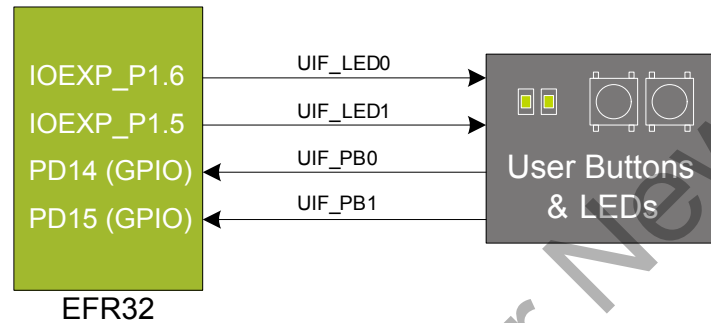 IOEXP_P1.6
IOEXP_P1.5
PD14 (GPIO)
PD15 (GPIO)
EFR32
UIF_LED0
UIF_LED1
UIF_PB0
UIF_PB1
User Buttons
& LEDs